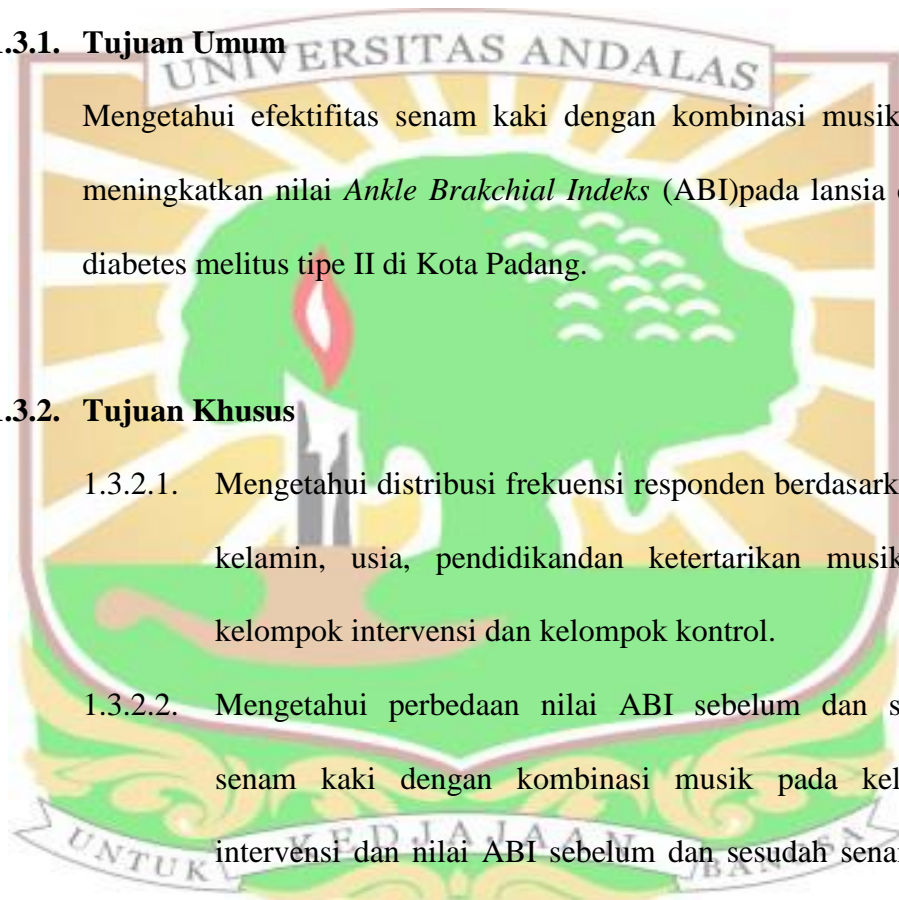 .3.1. Tujuan Umum
UNIVERSITAS ANDALAS
Mengetahui efektifitas senam kaki dengan kombinasi musik
meningkatkan nilai Ankle Brakchial Indeks (ABI)pada lansia
diabetes melitus tipe II di Kota Padang.
.3.2. Tujuan Khusus
1.3.2.1. Mengetahui distribusi frekuensi responden berdasark
kelamin, usia, pendidikandan ketertarikan musik
kelompok intervensi dan kelompok kontrol.
1.3.2.2. Mengetahui perbedaan nilai ABI sebelum dan s
senam kaki dengan kombinasi musik pada kel
intervensi dan nilai ABI sebelum dan sesudah senam
UNTUK KEDJAJAAN BANGSA